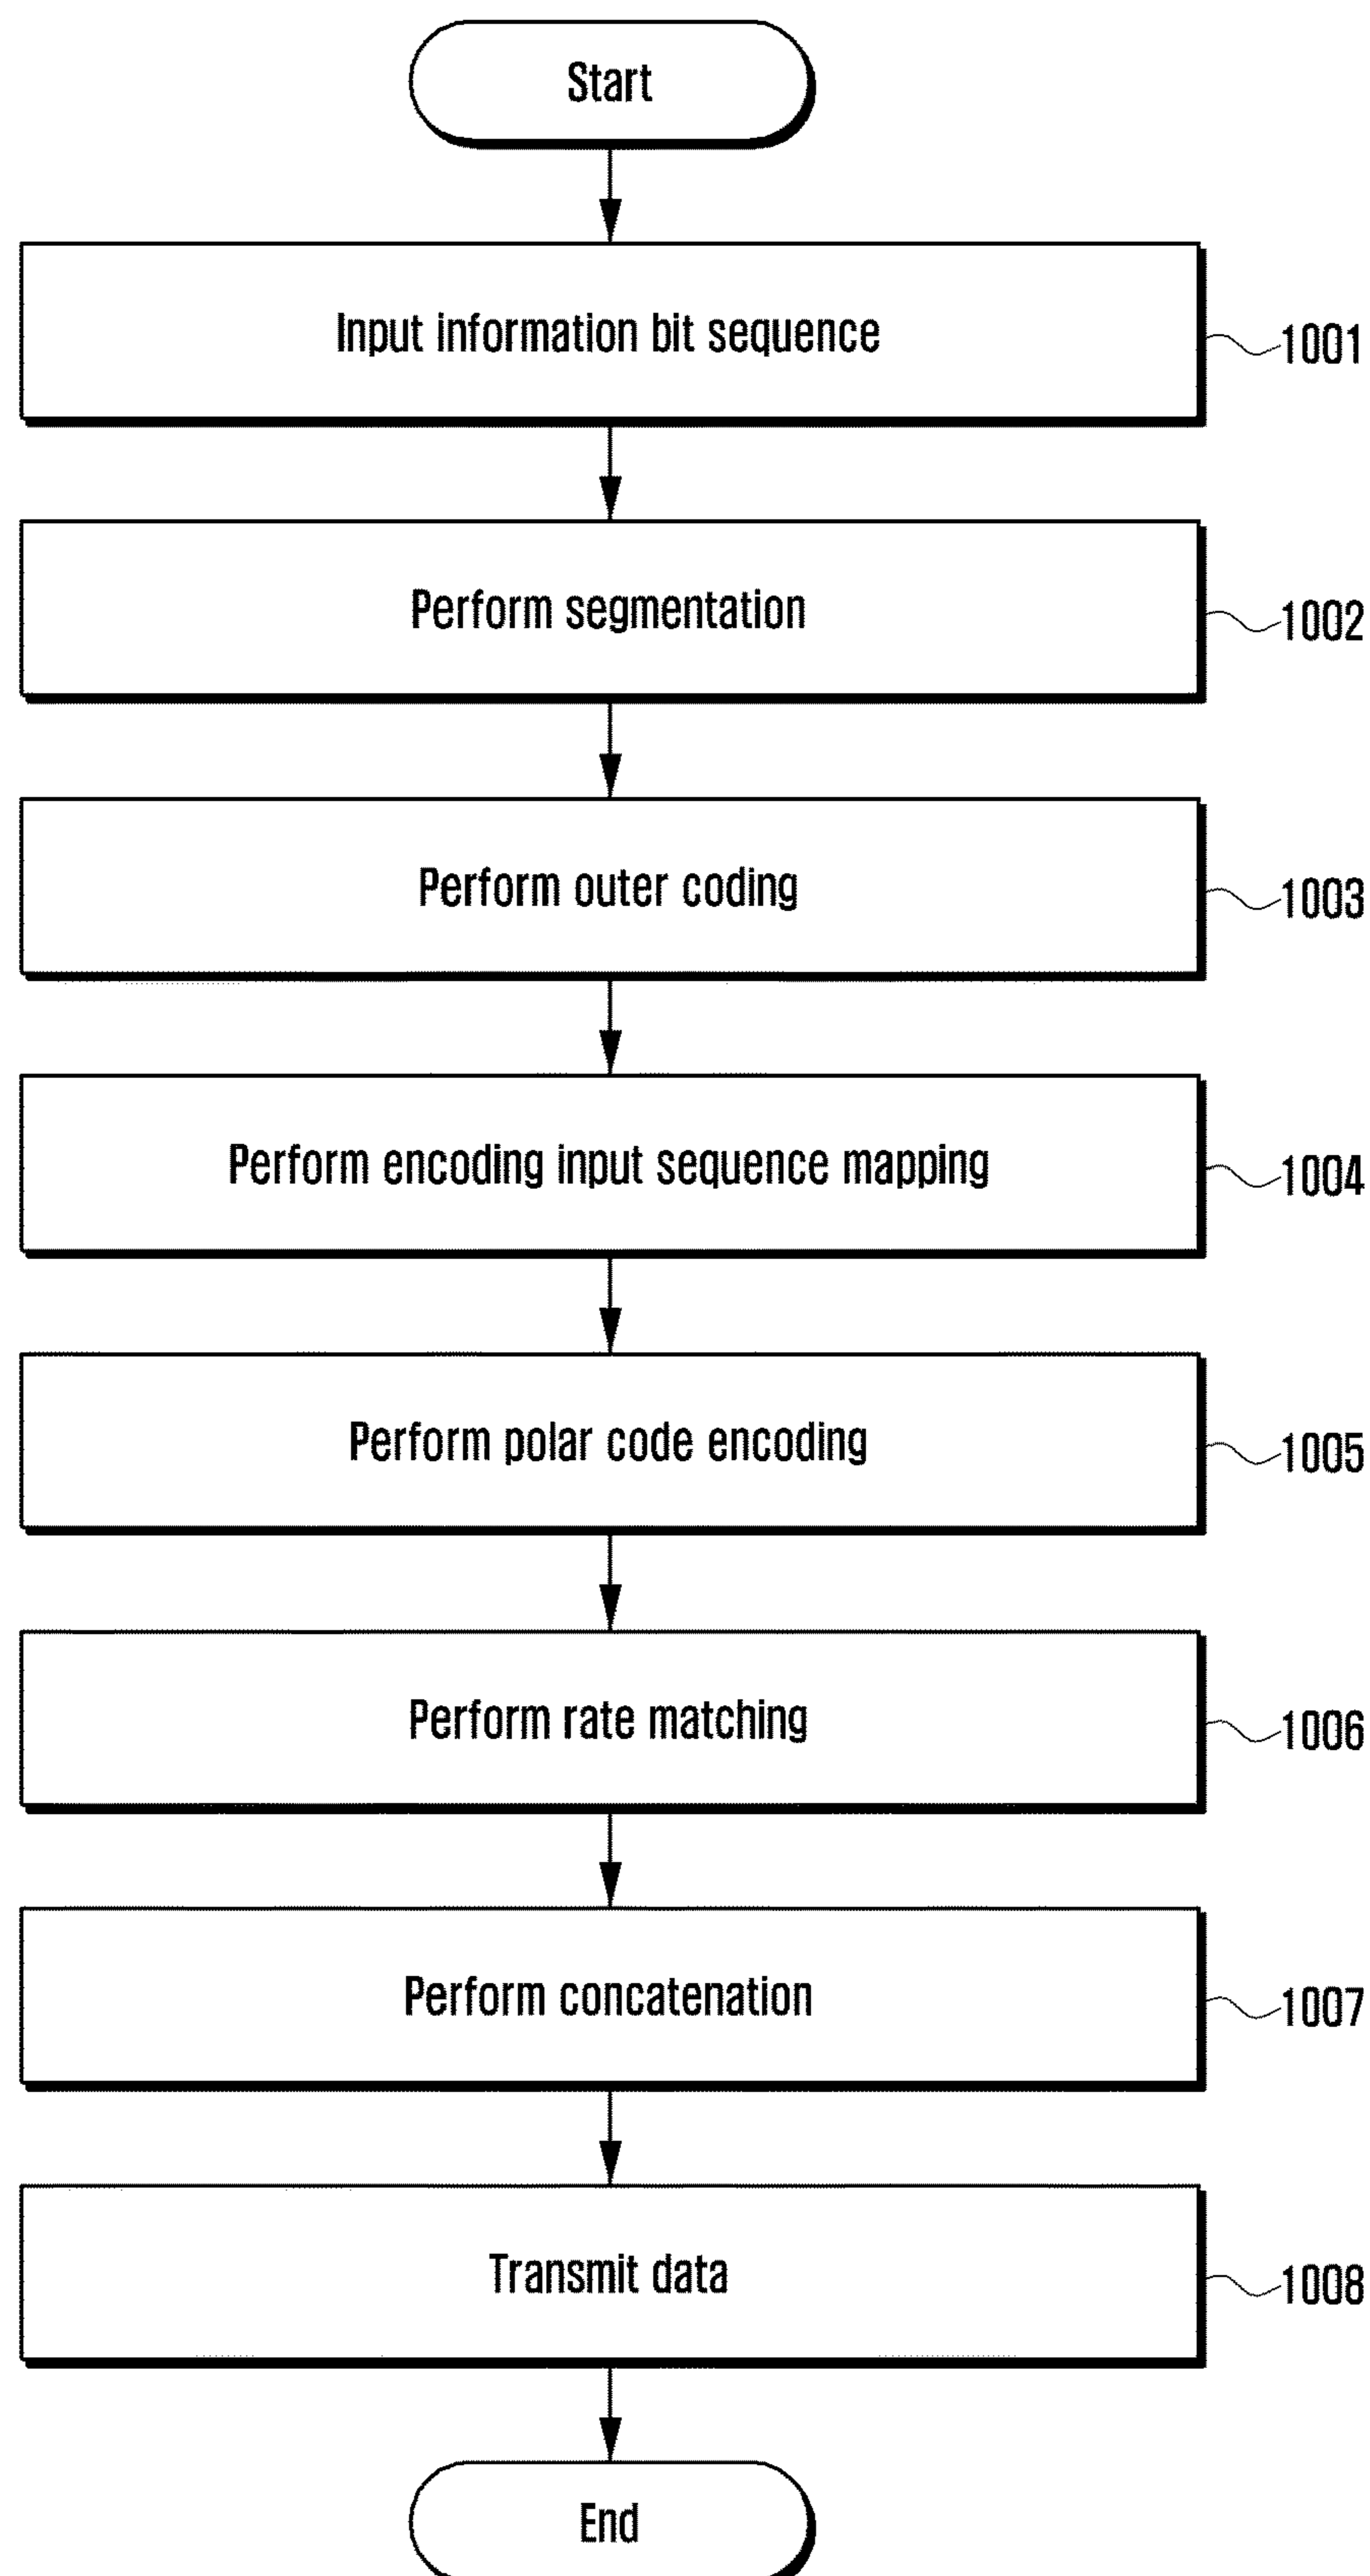 Start
Input information bit sequence
1001
Perform segmentation
1002
Perform outer coding
1003
Perform encoding input sequence mapping
1004
Perform polar code encoding
1005
Perform rate matching
1006
Perform concatenation
1007
Transmit data
1008
End